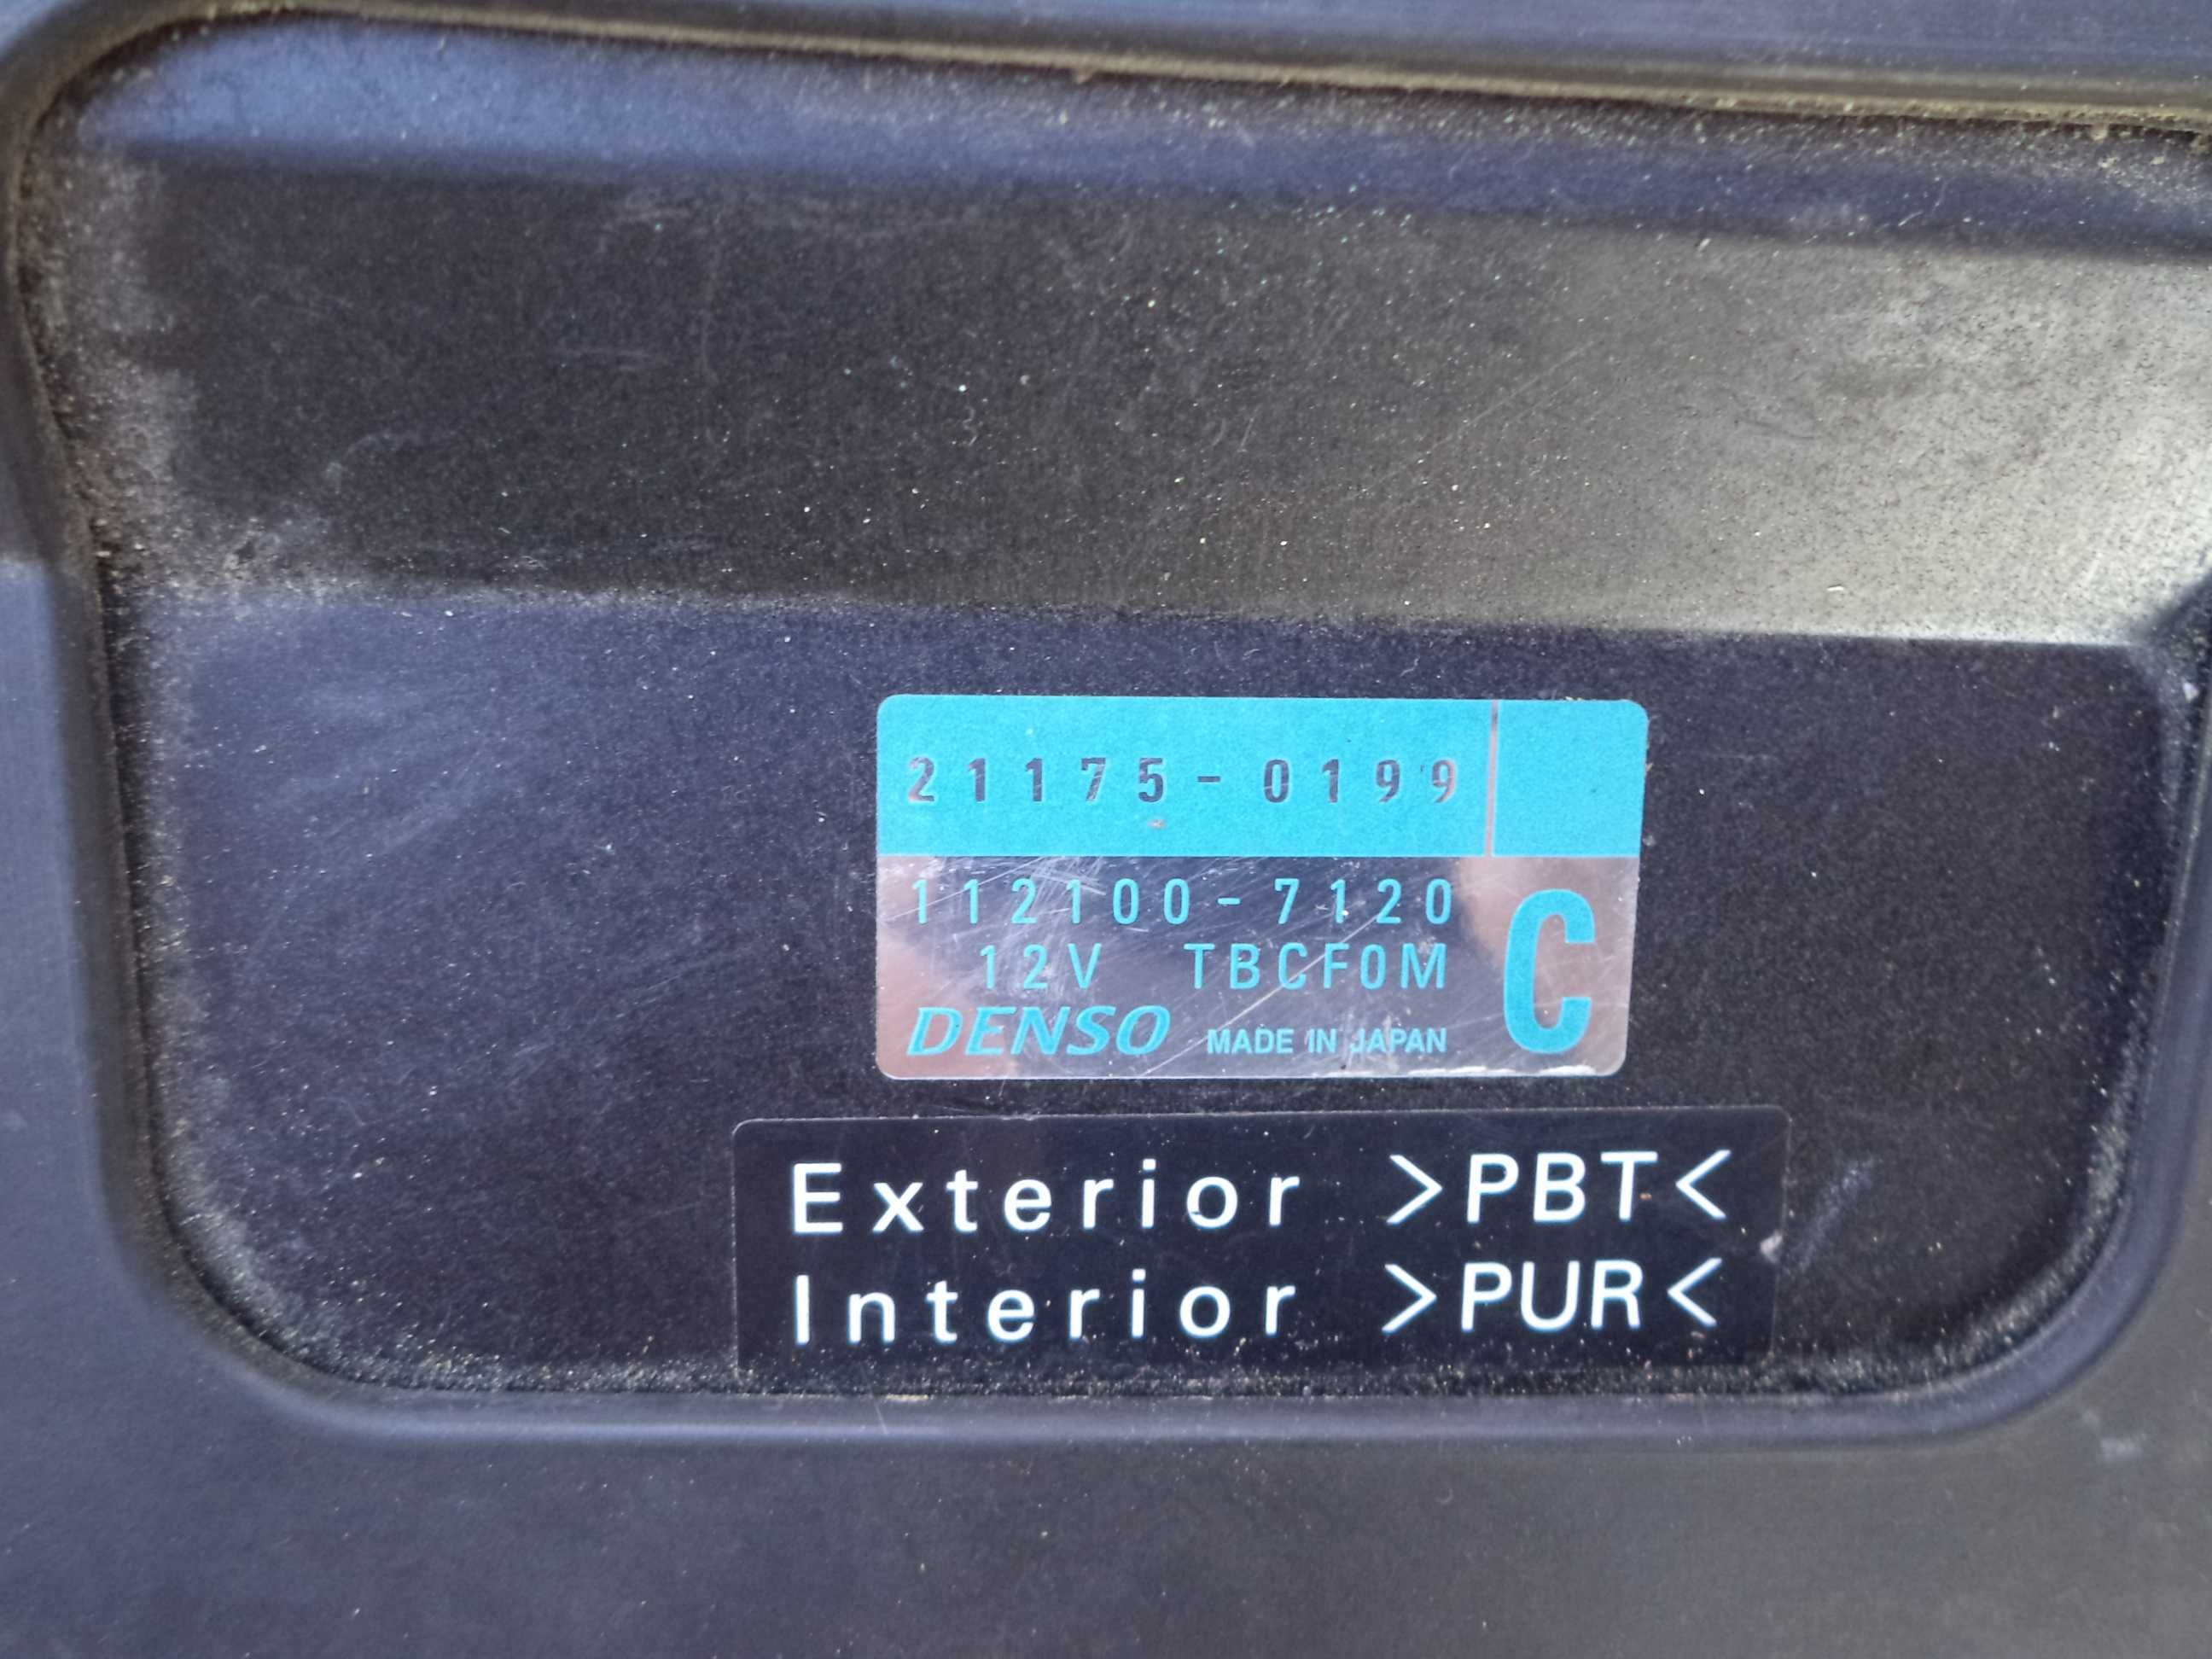 21175-0199
112100-7120
12V TBCF0M
C
DENSO MADE IN JAPAN
Exterior >PBT<
Interior >PUR<